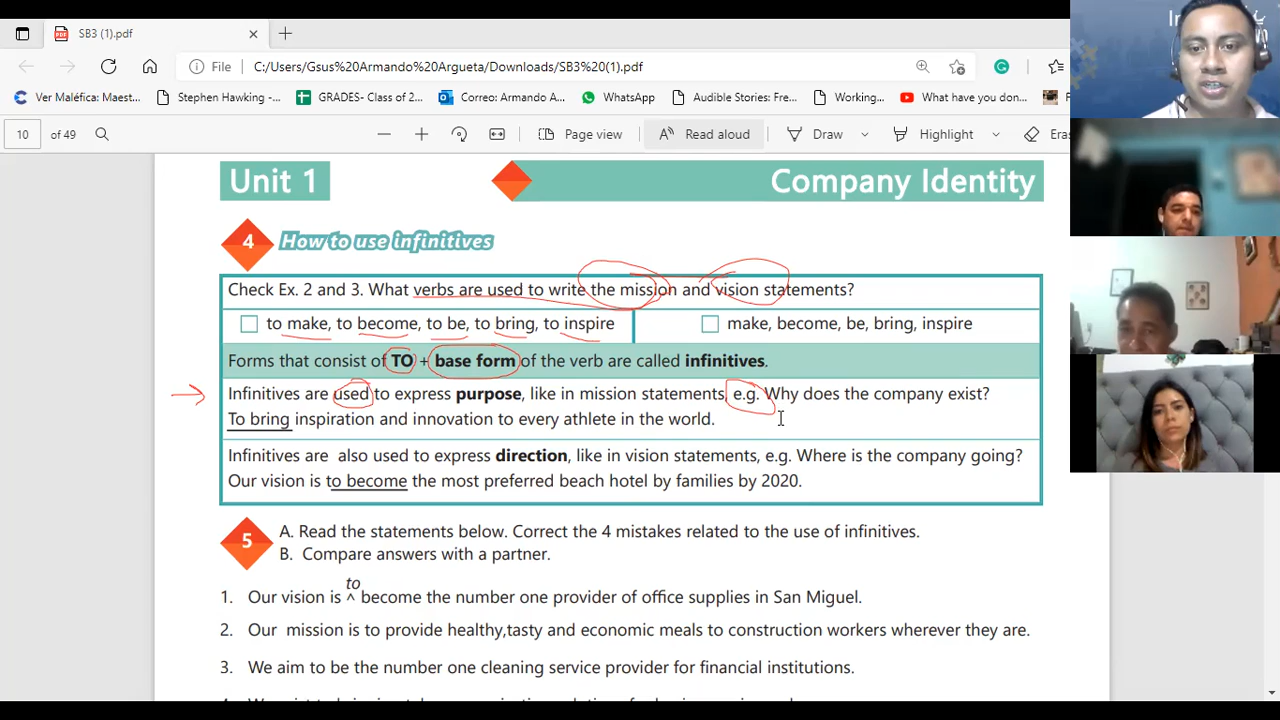 SB3 (1).pdf
File
C:/Users/Gsus%20Armando%20Argueta/Downloads/SB3%20(1).pdf
Ver Maléfica: Maest...
Stephen Hawking -...
GRADES- Class of 2...
Correo: Armando A...
WhatsApp
Audible Stories: Fre...
Working...
What have you don...
10 of 49
Page view
Read aloud
Draw
Highlight
Unit 1
Company Identity
4 How to use infinitives
Check Ex. 2 and 3. What verbs are used to write the mission and vision statements?
to make, to become, to be, to bring, to inspire
make, become, be, bring, inspire
Forms that consist of TO + base form of the verb are called infinitives.
Infinitives are used to express purpose, like in mission statements, e.g. Why does the company exist?
To bring inspiration and innovation to every athlete in the world.
Infinitives are also used to express direction, like in vision statements, e.g. Where is the company going?
Our vision is to become the most preferred beach hotel by families by 2020.
5
A. Read the statements below. Correct the 4 mistakes related to the use of infinitives.
B. Compare answers with a partner.
to
1. Our vision is ^ become the number one provider of office supplies in San Miguel.
2. Our mission is to provide healthy,tasty and economic meals to construction workers wherever they are.
3. We aim to be the number one cleaning service provider for financial institutions.